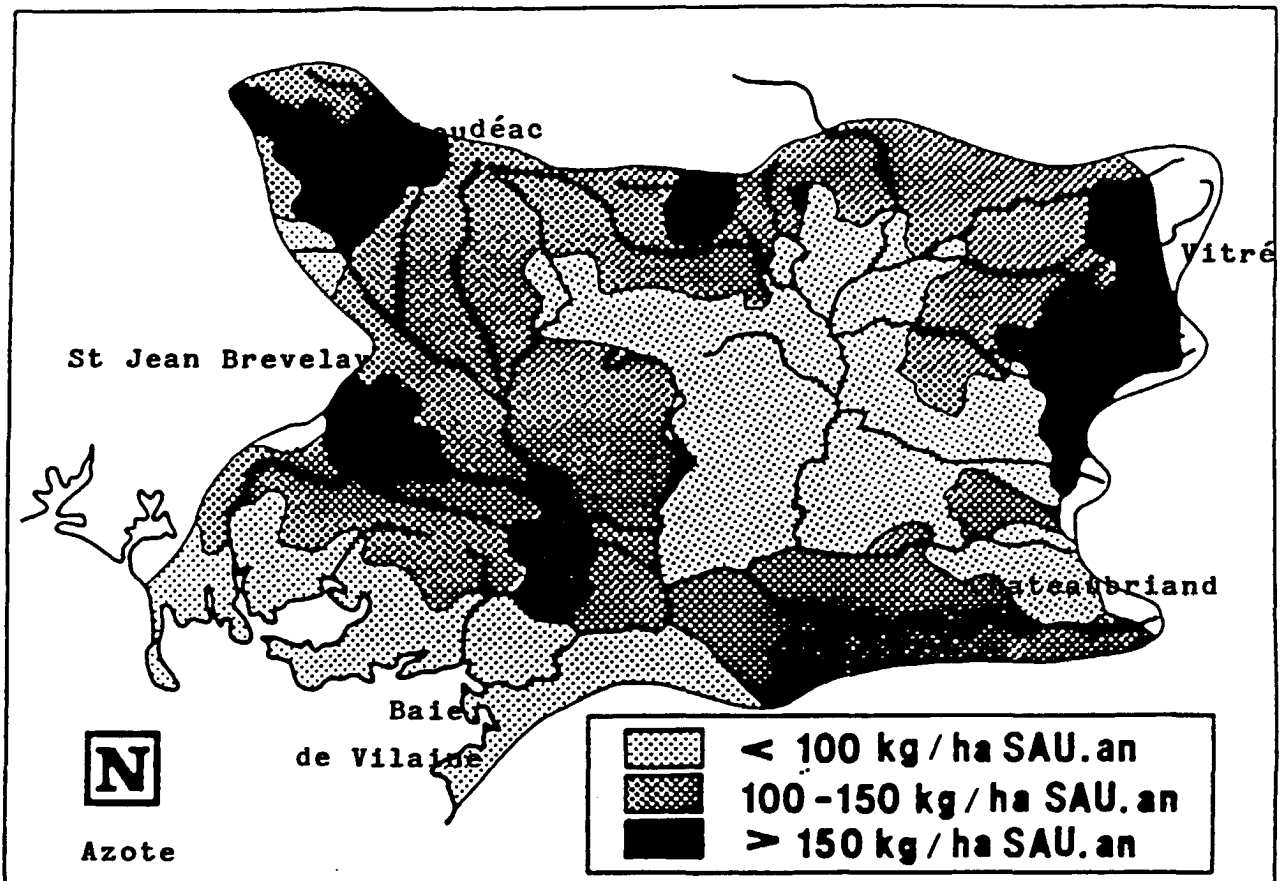 oudéac
Vitré
St Jean Brevelay
Chateaubriand
Baie
de Vilaine
N
Azote
< 100 kg/ha SAU.an
100-150 kg/ha SAU.an
> 150 kg/ha SAU.an